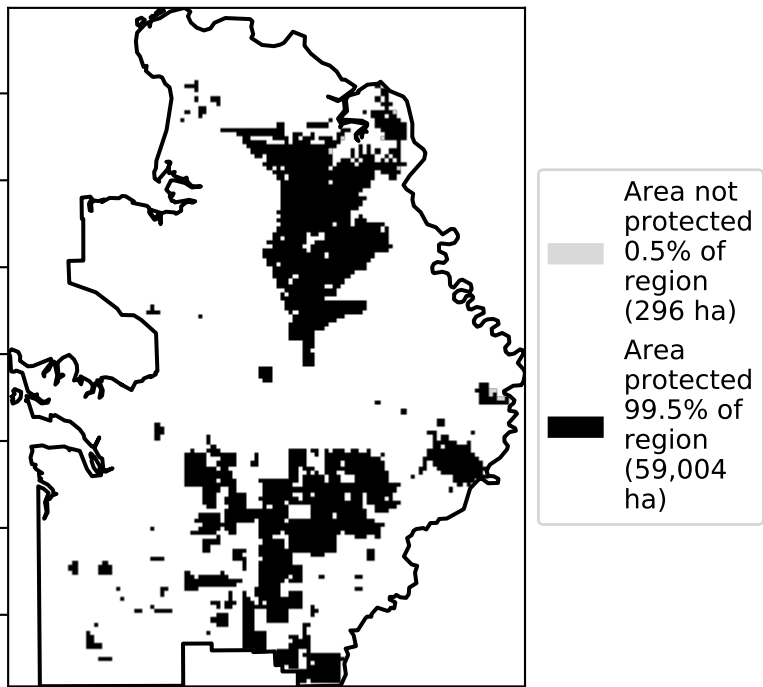 Area not
protected
0.5% of
region
(296 ha)
Area
protected
99.5% of
region
(59,004
ha)